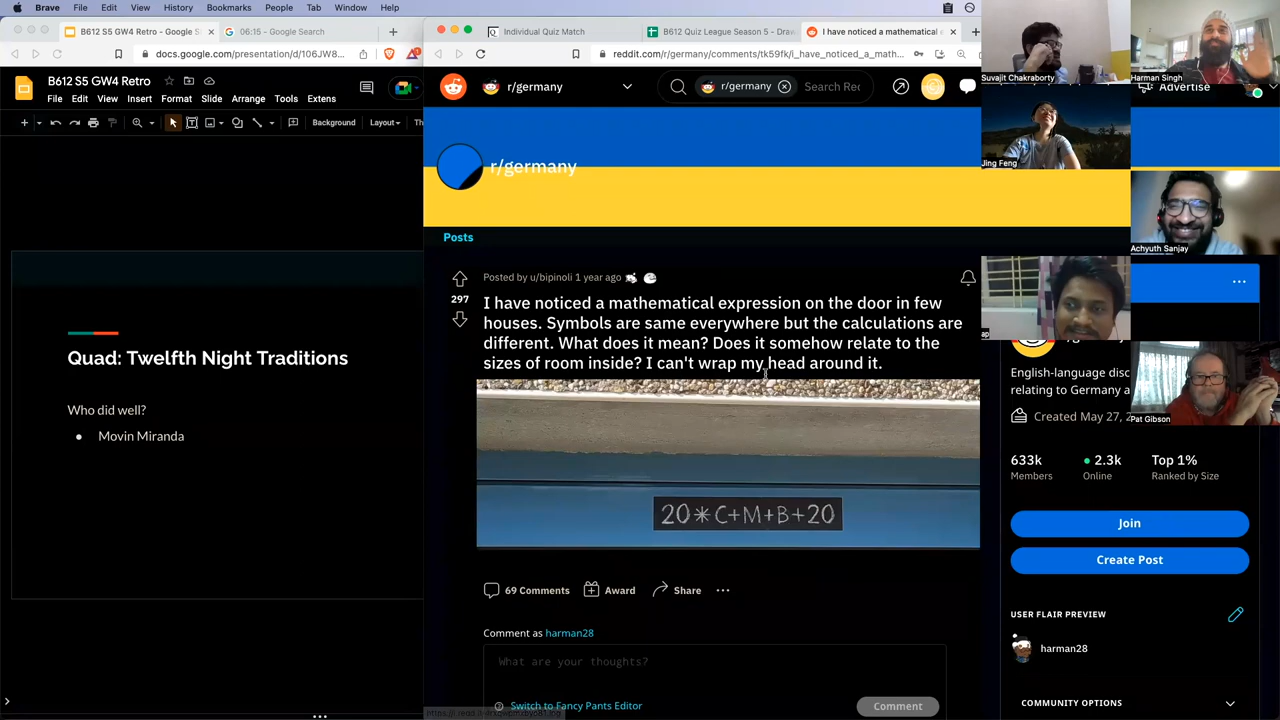 Brave File Edit View History Bookmarks People Tab Window Help
B612 S5 GW4 Retro - Google S
06:15 - Google Search
Individual Quiz Match
B612 Quiz League Season 5 - Draw
I have noticed a mathematical e
docs.google.com/presentation/d/106JW8...
reddit.com/r/germany/comments/tk59fk/i_have_noticed_a_math...
B612 S5 GW4 Retro
File Edit View Insert Format Slide Arrange Tools Extens
Background Layout
r/germany
r/germany
Search Rec
Advertise
r/germany
Posts
Posted by u/bipinoli 1 year ago
297
I have noticed a mathematical expression on the door in few
houses. Symbols are same everywhere but the calculations are
different. What does it mean? Does it somehow relate to the
sizes of room inside? I can't wrap my head around it.
20*C+M+B+20
69 Comments Award Share
Comment as harman28
What are your thoughts?
Switch to Fancy Pants Editor
Comment
Quad: Twelfth Night Traditions
Who did well?
● Movin Miranda
Suvajit Chakraborty
Harman Singh
Jing Feng
Achyuth Sanjay
ap
Pat Gibson
English-language disc
relating to Germany a
Created May 27, 2
633k
Members
2.3k
Online
Top 1%
Ranked by Size
Join
Create Post
USER FLAIR PREVIEW
harman28
COMMUNITY OPTIONS